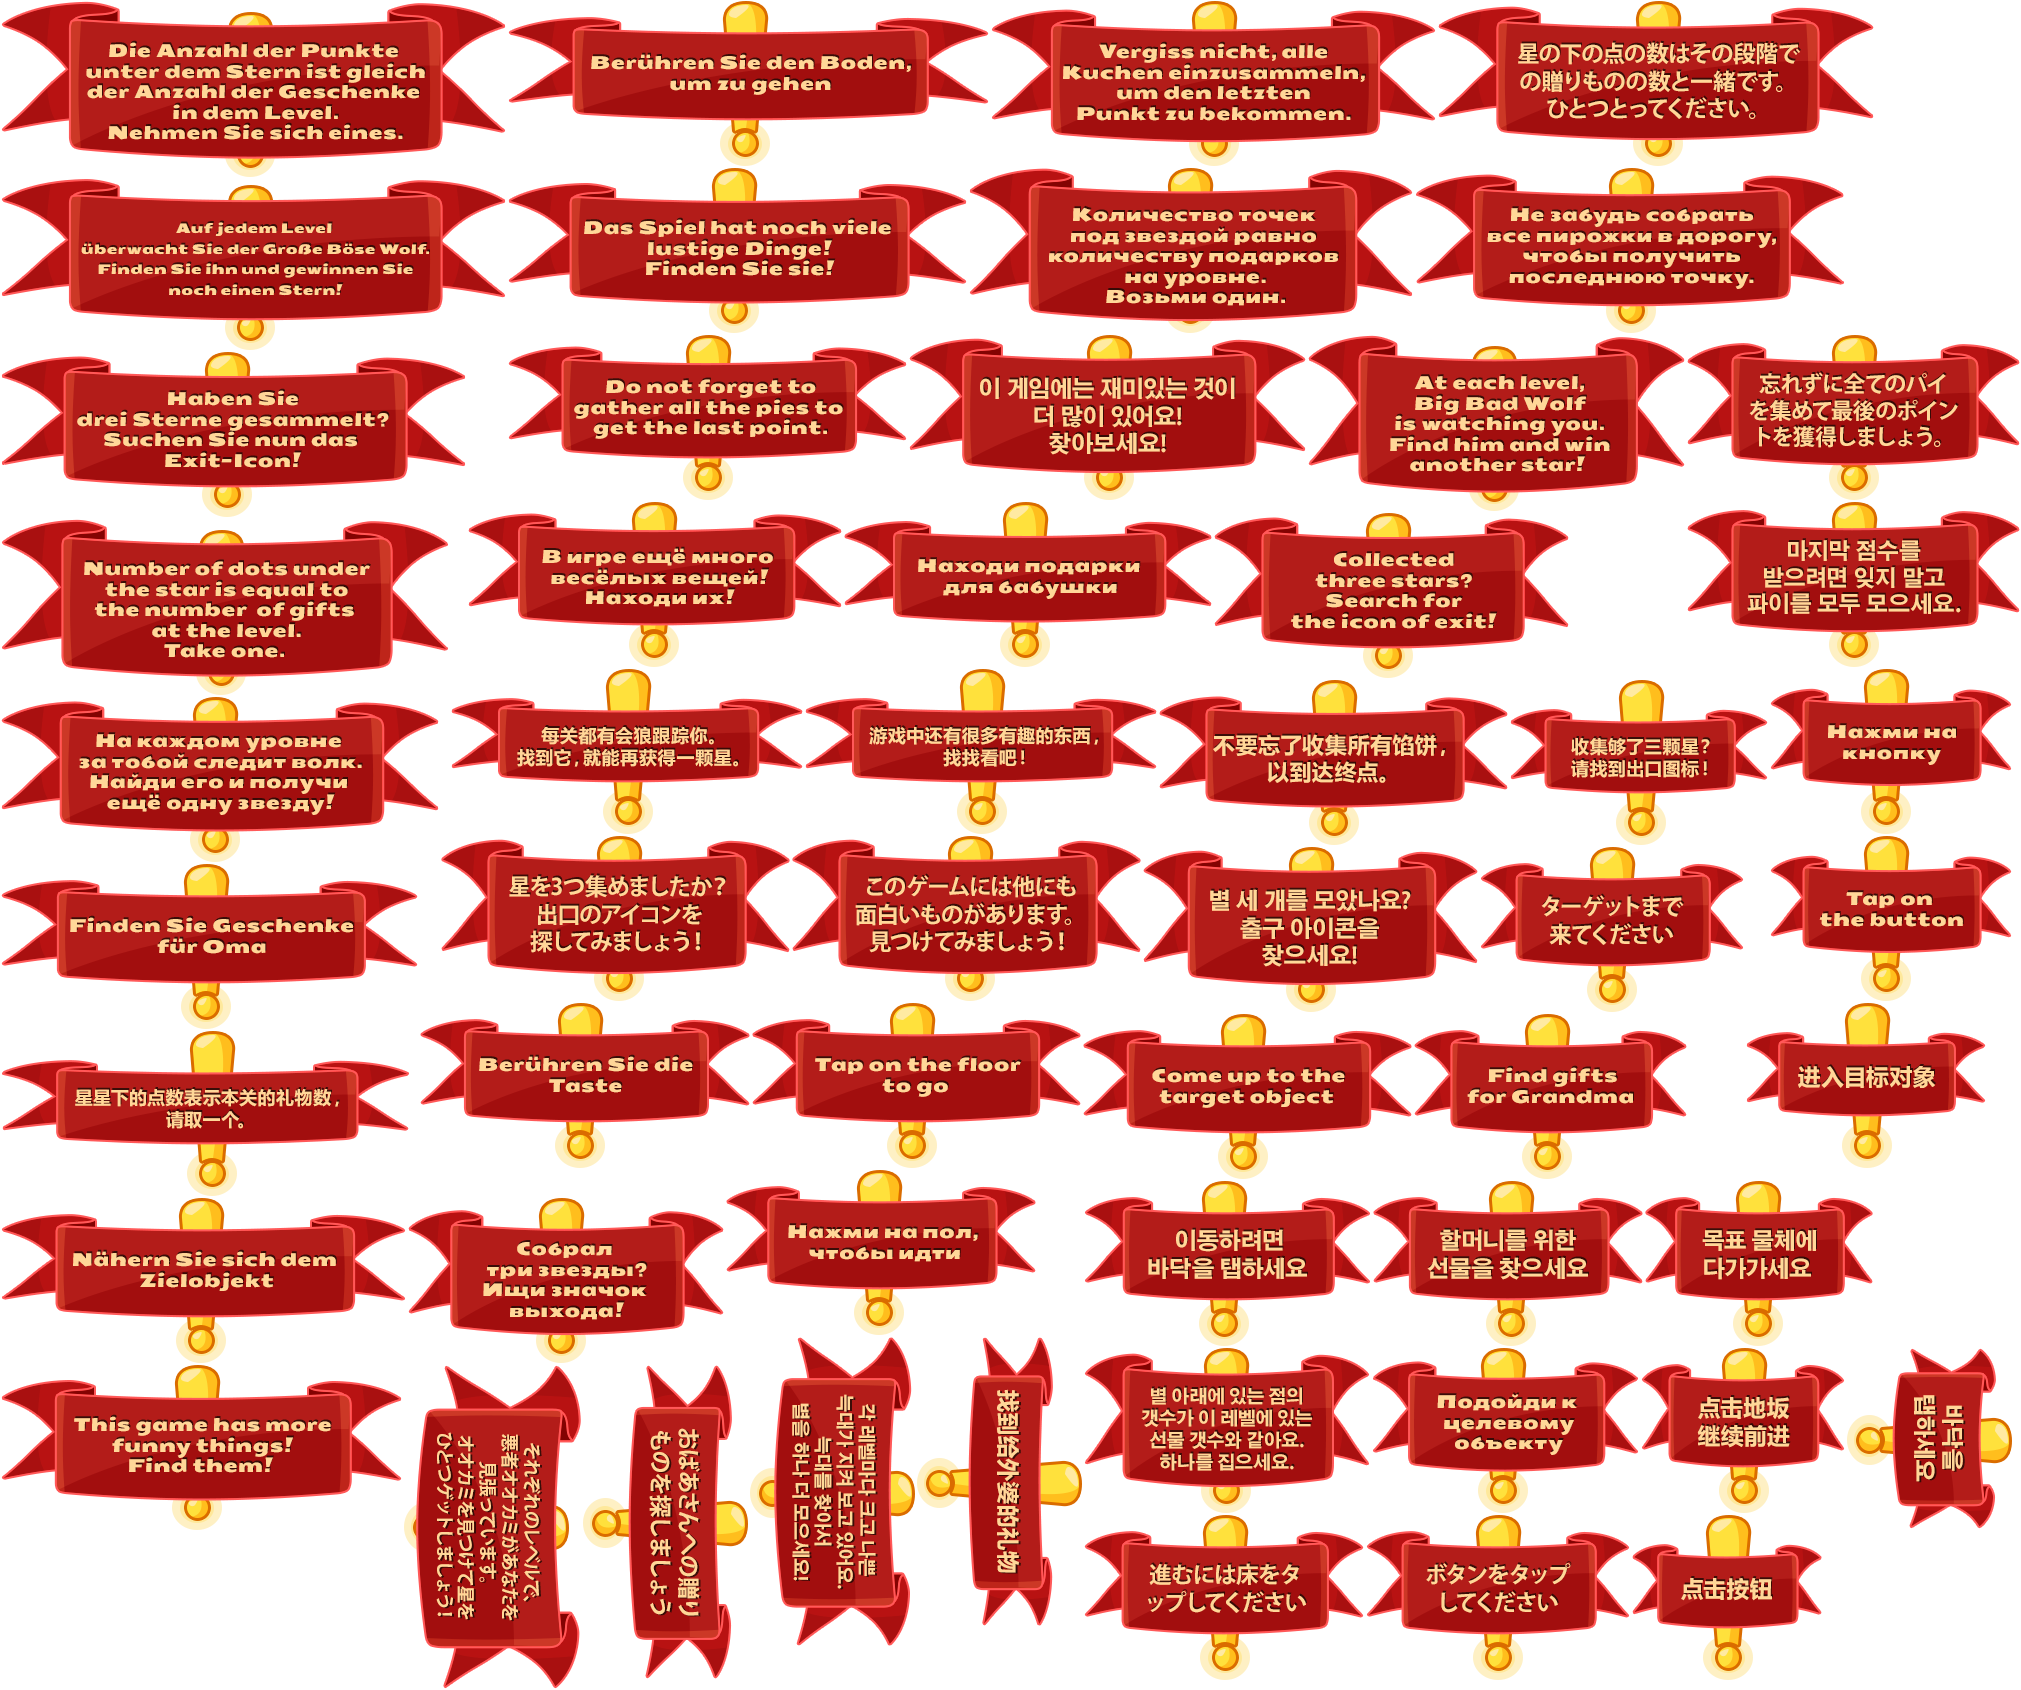 Die Anzahl der Punkte
unter dem Stern ist gleich
der Anzahl der Geschenke
in dem Level.
Nehmen Sie sich eines.
Berühren Sie den Boden,
um zu gehen
Vergiss nicht, alle
Kuchen einzusammeln,
um den letzten
Punkt zu bekommen.
星の下の点の数はその段階で
の贈りものの数と一緒です。
ひとつとってください。
Auf jedem Level
überwacht Sie der Große Böse Wolf.
Finden Sie ihn und gewinnen Sie
noch einen Stern!
Das Spiel hat noch viele
lustige Dinge!
Finden Sie sie!
Количество точек
под звездой равно
количеству подарков
на уровне.
Возьми один.
Не забудь собрать
все пирожки в дорогу,
чтобы получить
последнюю точку.
Haben Sie
drei Sterne gesammelt?
Suchen Sie nun das
Exit-Icon!
Do not forget to
gather all the pies to
get the last point.
이 게임에는 재미있는 것이
더 많이 있어요!
찾아보세요!
At each level,
Big Bad Wolf
is watching you.
Find him and win
another star!
忘れずに全てのパイ
を集めて最後のポイン
トを獲得しましょう。
Number of dots under
the star is equal to
the number of gifts
at the level.
Take one.
В игре ещё много
весёлых вещей!
Находи их!
Находи подарки
для бабушки
Collected
three stars?
Search for
the icon of exit!
마지막 점수를
받으려면 잊지 말고
파이를 모두 모으세요.
На каждом уровне
за тобой следит волк.
Найди его и получи
ещё одну звезду!
每关都有会狼跟踪你。
找到它，就能再获得一颗星。
游戏中还有很多有趣的东西，
找找看吧！
不要忘了收集所有馅饼，
以到达终点。
收集够了三颗星？
请找到出口图标！
Нажми на
кнопку
Finden Sie Geschenke
für Oma
星を3つ集めましたか？
出口のアイコンを
探してみましょう！
このゲームには他にも
面白いものがあります。
見つけてみましょう！
별 세 개를 모았나요?
출구 아이콘을
찾으세요!
ターゲットまで
来てください
Tap on
the button
星星下的点数表示本关的礼物数，
请取一个。
Berühren Sie die
Taste
Tap on the floor
to go
Come up to the
target object
Find gifts
for Grandma
进入目标对象
Nähern Sie sich dem
Zielobjekt
Собрал
три звезды?
Ищи значок
выхода!
Нажми на пол,
чтобы идти
이동하려면
바닥을 탭하세요
할머니를 위한
선물을 찾으세요
목표 물체에
다가가세요
This game has more
funny things!
Find them!
それぞれのレベルで、
悪者オオカミがあなたを
見張っています。
オオカミを見つけて星を
ひとつゲットしましょう！
おばあさんへの贈り
ものを探しましょう
각 레벨마다 크고 나쁜
늑대가 지켜 보고 있어요.
늑대를 찾아서
별을 하나 더 모으세요!
找到给外婆的礼物
별 아래에 있는 점의
갯수가 이 레벨에 있는
선물 갯수와 같아요.
하나를 집으세요.
Подойди к
целевому
объекту
点击地坂
继续前进
바닥을
탭하세요
進むには床をタ
ップしてください
ボタンをタップ
してください
点击按钮